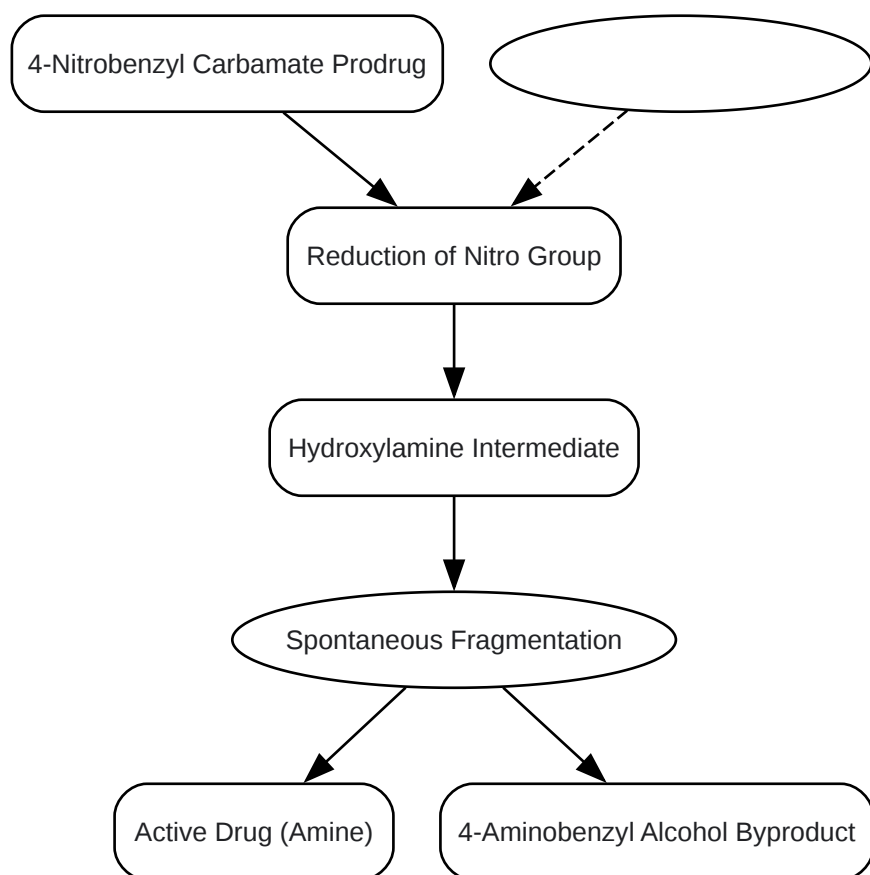 4-Nitrobenzyl Carbamate Prodrug
Reduction of Nitro Group
Hydroxylamine Intermediate
Spontaneous Fragmentation
Active Drug (Amine)
4-Aminobenzyl Alcohol Byproduct